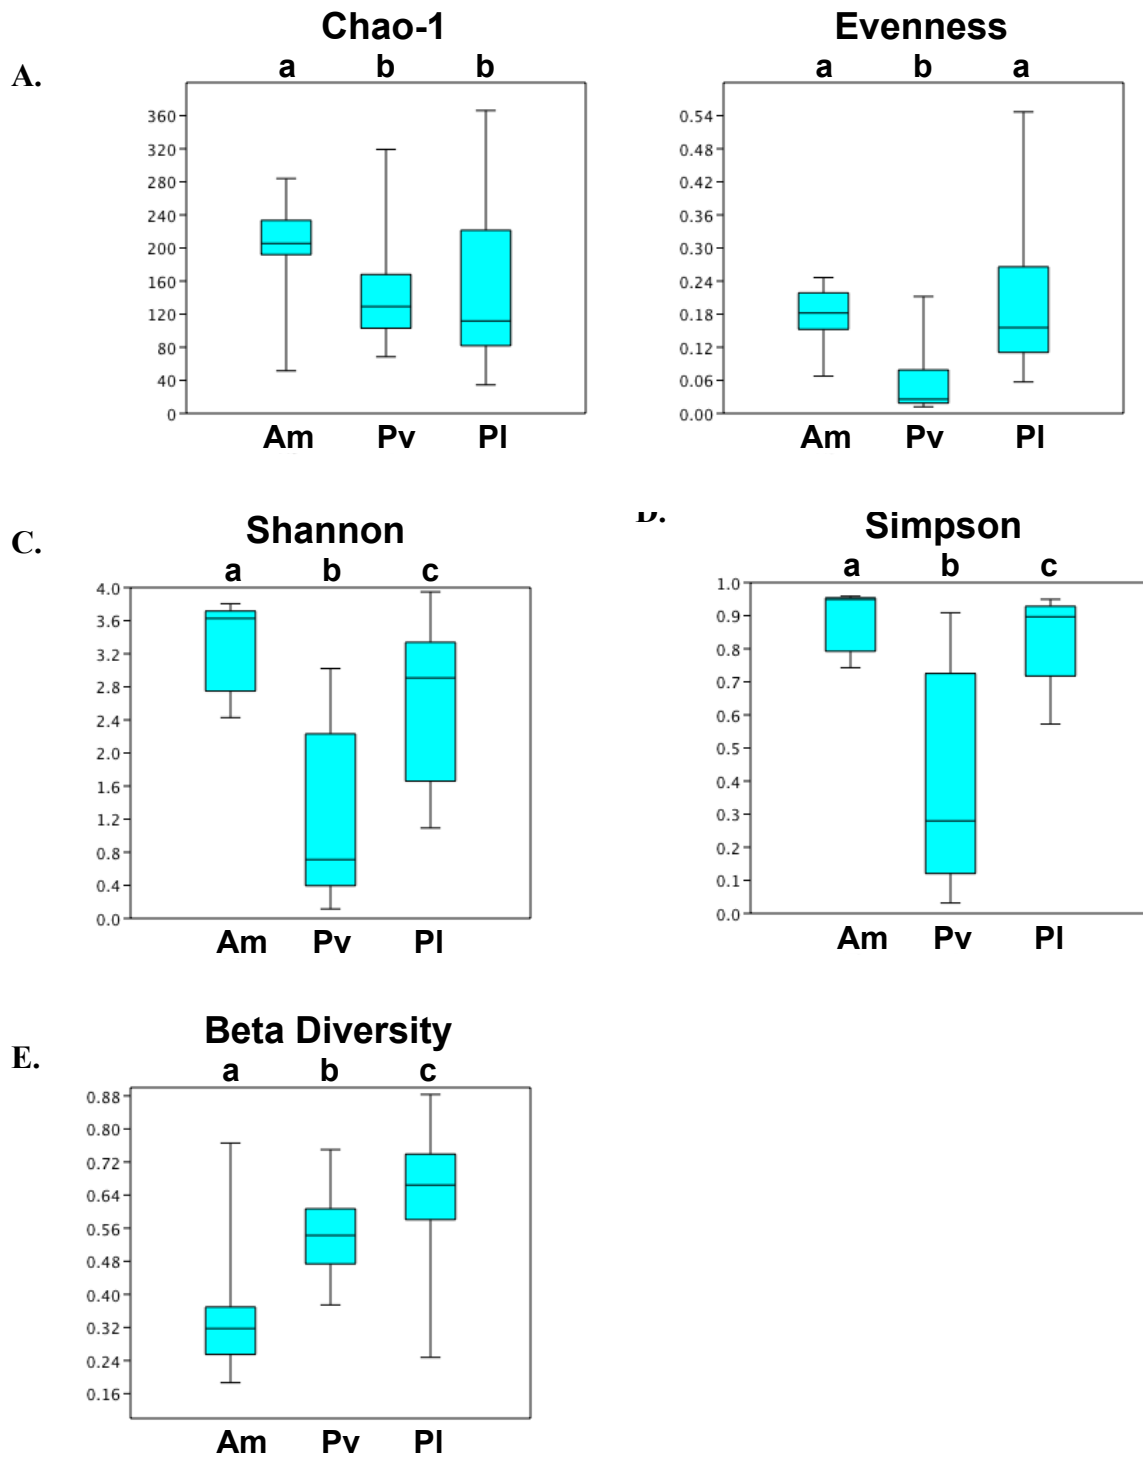 Chao-1
Evenness
A.
a b b
a b a
360
320
280
240
200
160
120
80
40
0
0.54
0.48
0.42
0.36
0.30
0.24
0.18
0.12
0.06
0.00
Am Pv Pl
Am Pv Pl
C.
Shannon
D.
Simpson
a b c
a b c
4.0
3.6
3.2
2.8
2.4
2.0
1.6
1.2
0.8
0.4
0.0
1.0
0.9
0.8
0.7
0.6
0.5
0.4
0.3
0.2
0.1
0.0
Am Pv Pl
Am Pv Pl
Beta Diversity
E.
a b c
0.88
0.80
0.72
0.64
0.56
0.48
0.40
0.32
0.24
0.16
Am Pv Pl